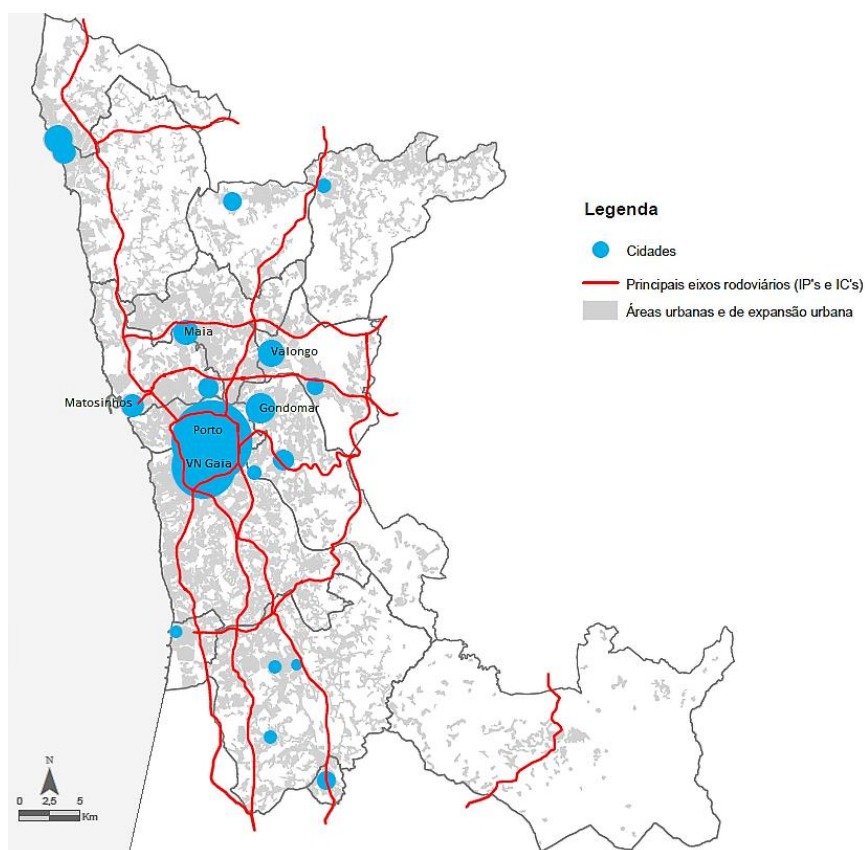 Legenda
Cidades
Principais eixos rodoviários (IP's e IC's)
Áreas urbanas e de expansão urbana
Maia
Valongo
Matosinhos
Gondomar
Porto
VN Gaia
N
0 2,5 5
Km